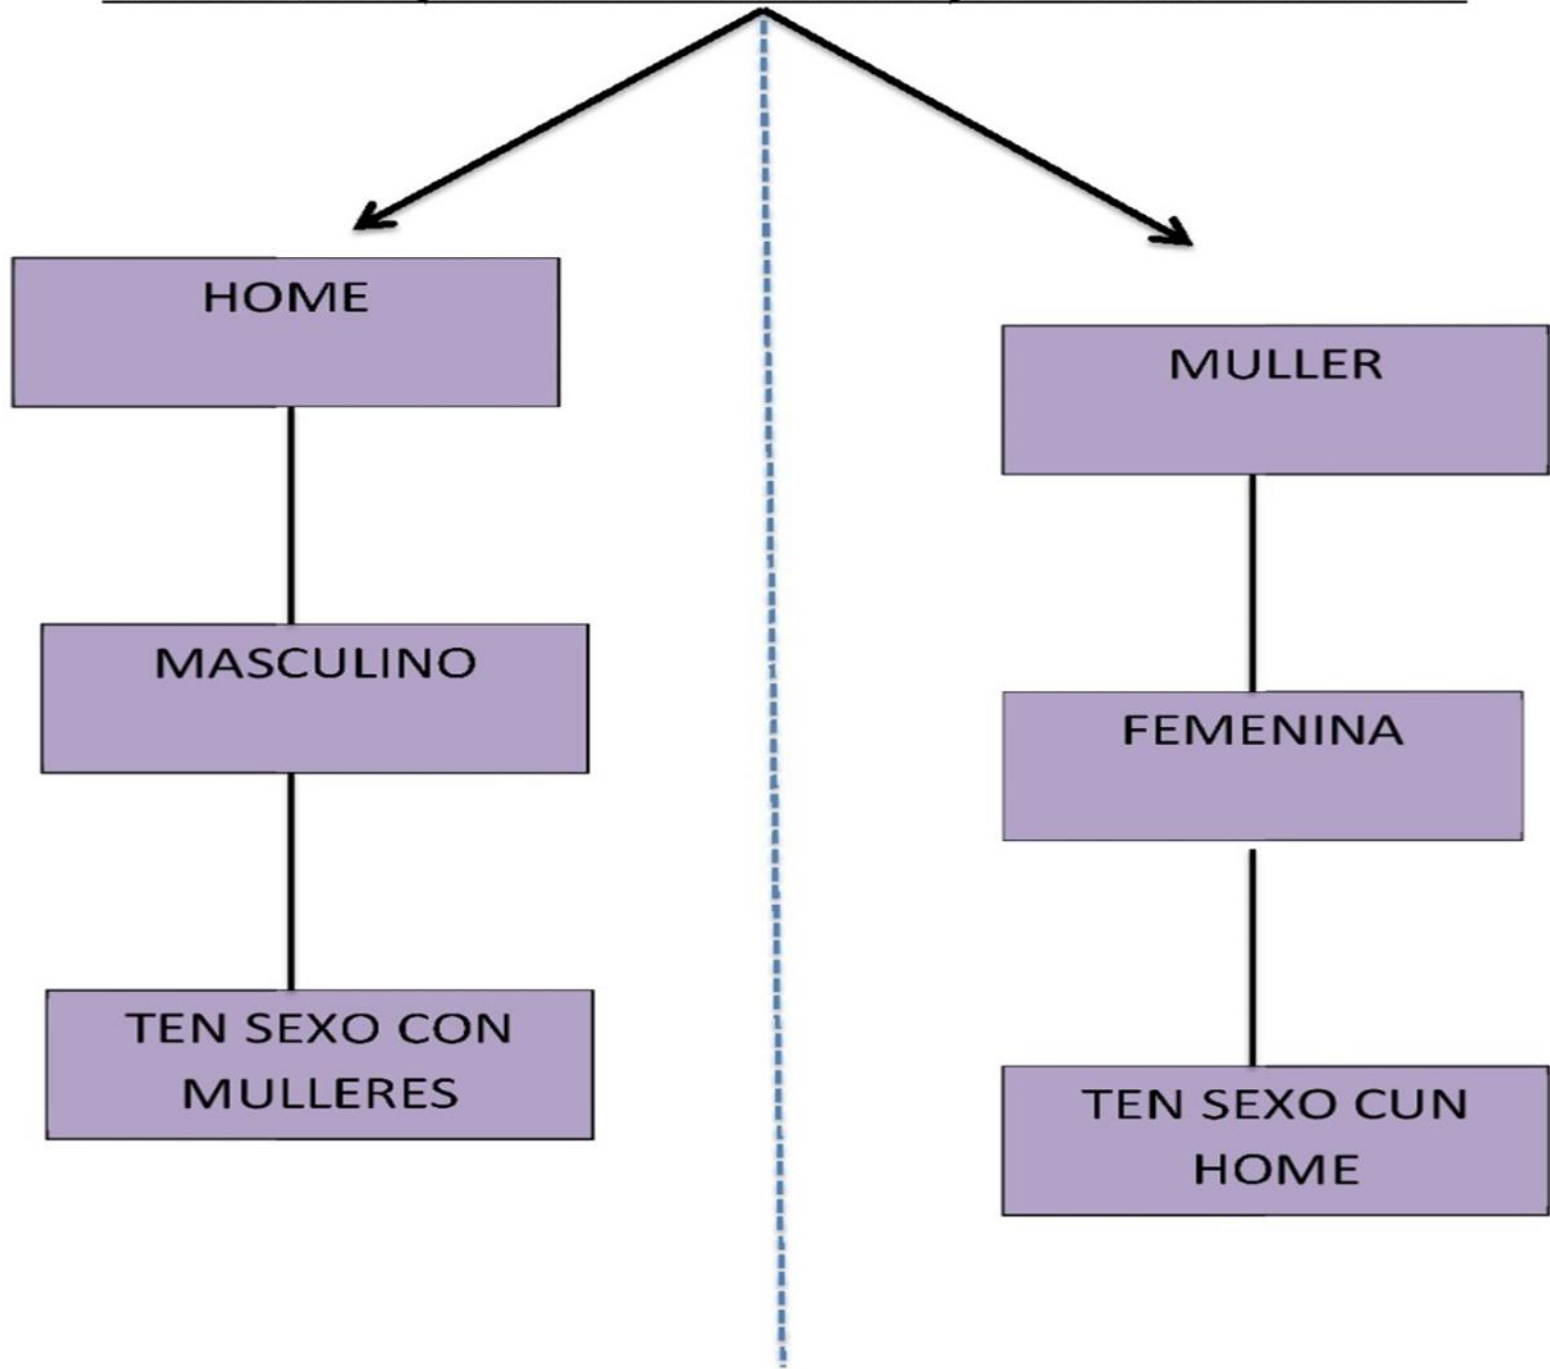 HOME
MASCULINO
TEN SEXO CON
MULLERES
MULLER
FEMENINA
TEN SEXO CUN
HOME